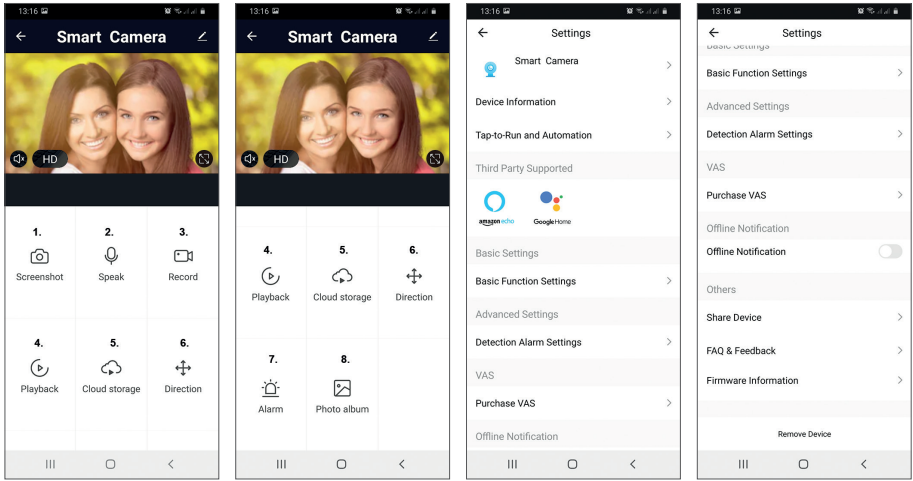 13:16
Smart Camera
HD
1.
2.
3.
Screenshot
Speak
Record
4.
5.
6.
Playback
Cloud storage
Direction
13:16
Smart Camera
HD
4.
5.
6.
Playback
Cloud storage
Direction
7.
8.
Alarm
Photo album
13:16
Settings
Smart Camera
Device Information
Tap-to-Run and Automation
Third Party Supported
amazon echo
Google Home
Basic Settings
Basic Function Settings
Advanced Settings
Detection Alarm Settings
VAS
Purchase VAS
Offline Notification
13:16
Settings
Basic Settings
Basic Function Settings
Advanced Settings
Detection Alarm Settings
VAS
Purchase VAS
Offline Notification
Offline Notification
Others
Share Device
FAQ & Feedback
Firmware Information
Remove Device